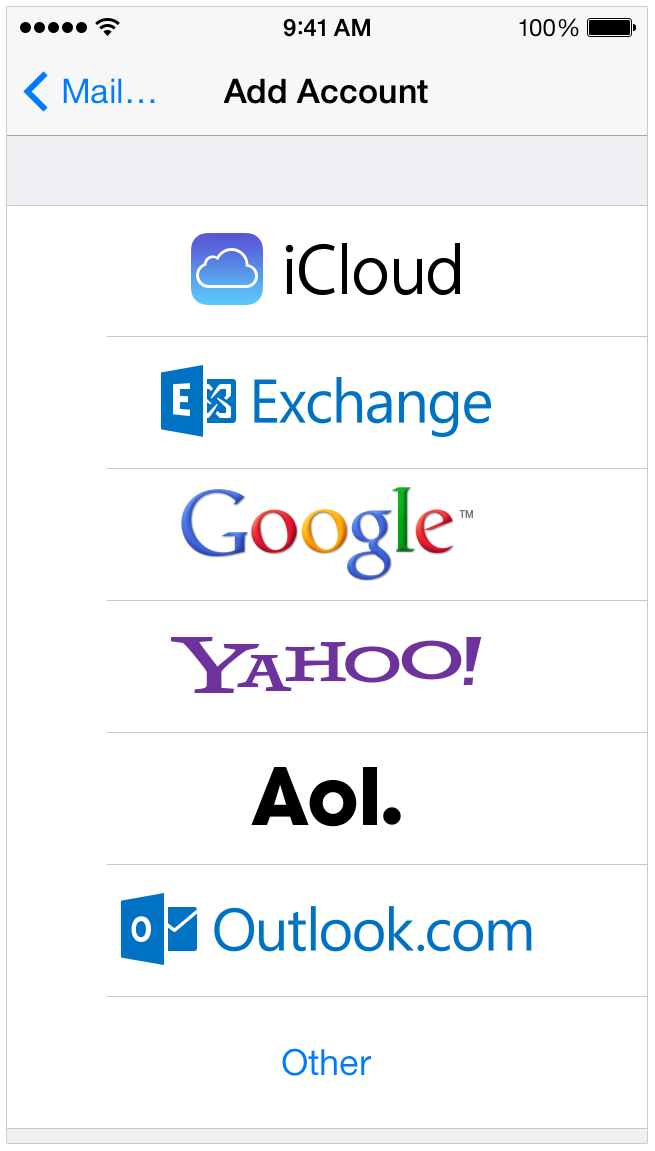 9:41 AM 100%
Mail… Add Account
iCloud
E Exchange
Google™
YAHOO!
Aol.
O Outlook.com
Other